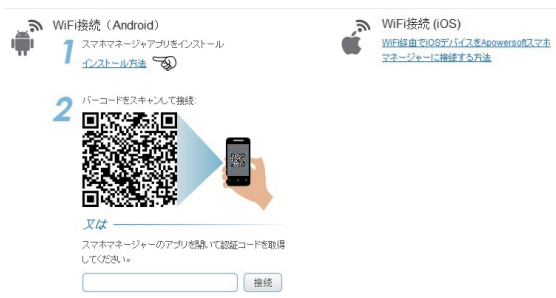 WiFi接続（Android）
1 スマホマネージャアプリをインストール
インストール方法
2 バーコードをスキャンして接続:
又は
スマホマネージャーのアプリを開いて認証コードを取得
してください。
接続
WiFi接続 (iOS)
WiFi経由でiOSデバイスをApowersoftスマホ
マネージャーに接続する方法